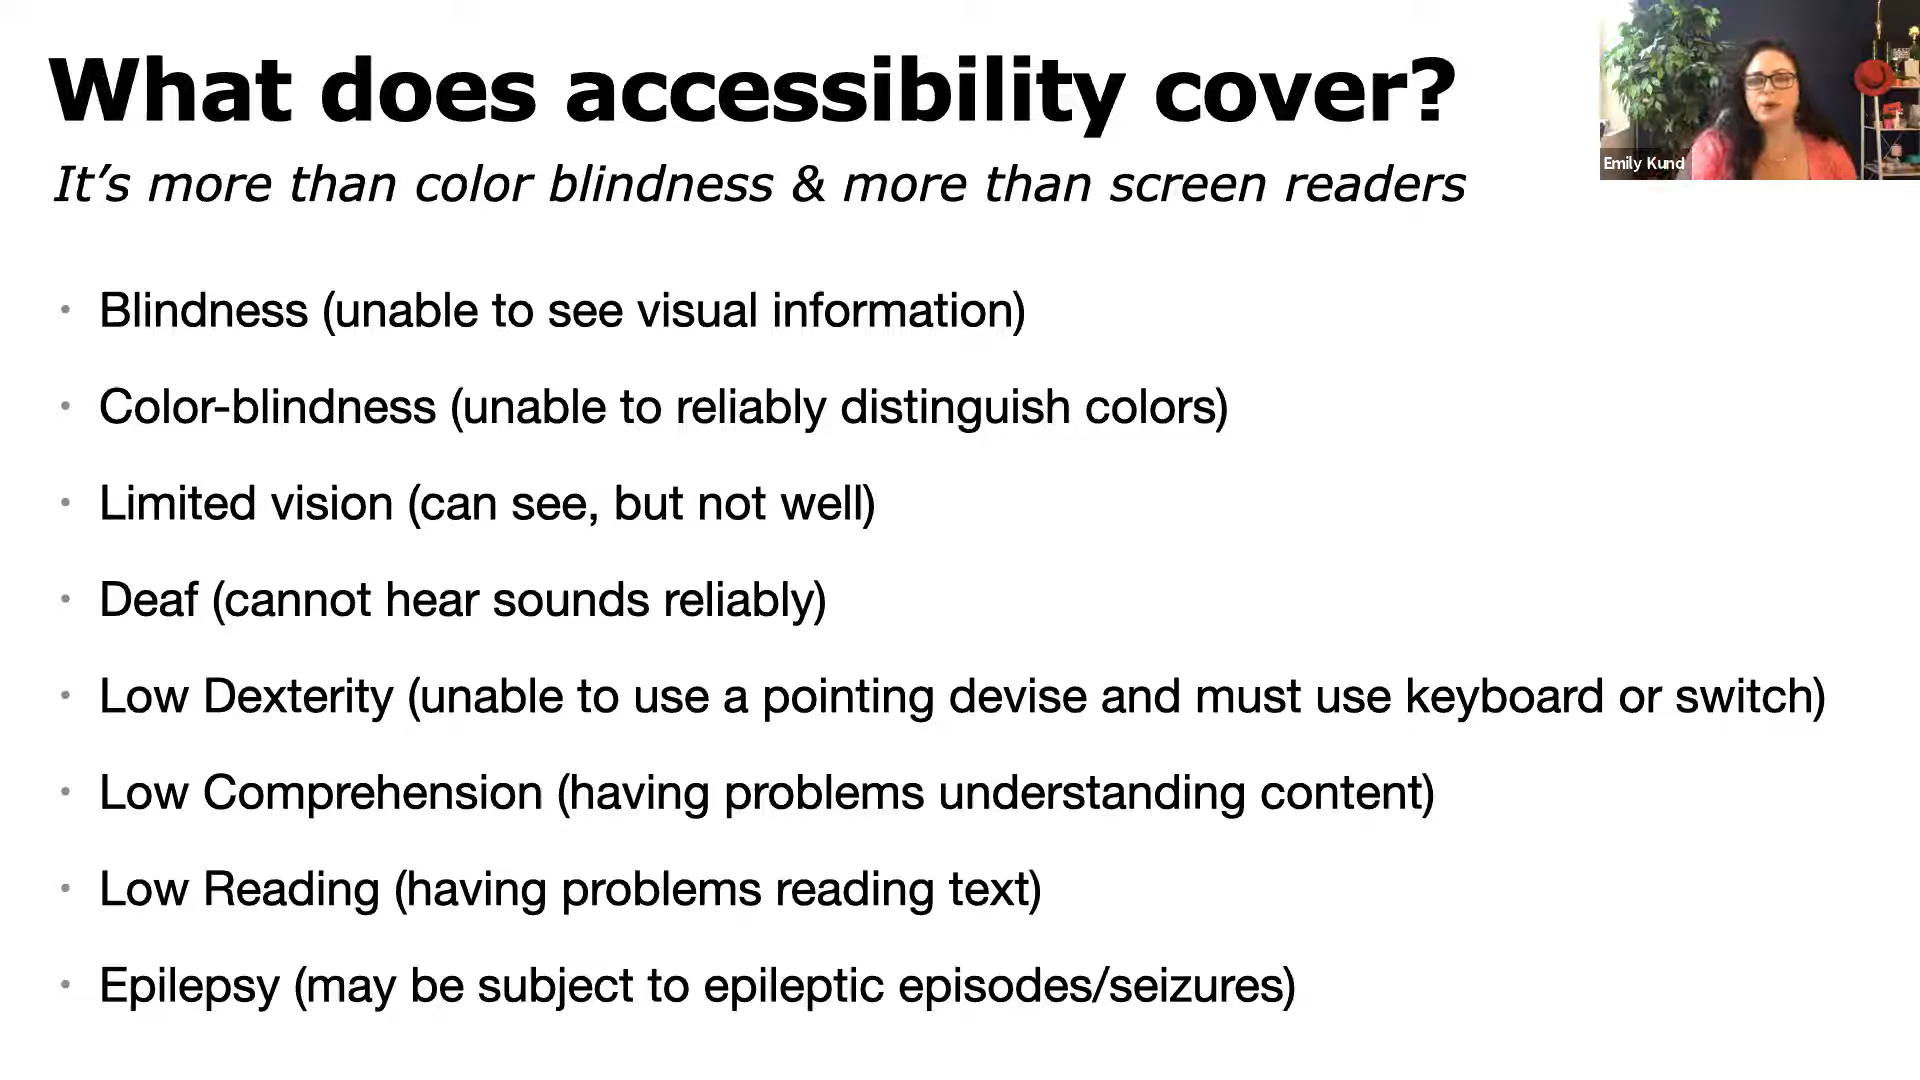 What does accessibility cover?
It’s more than color blindness & more than screen readers
Emily Kund
• Blindness (unable to see visual information)
• Color-blindness (unable to reliably distinguish colors)
• Limited vision (can see, but not well)
• Deaf (cannot hear sounds reliably)
• Low Dexterity (unable to use a pointing devise and must use keyboard or switch)
• Low Comprehension (having problems understanding content)
• Low Reading (having problems reading text)
• Epilepsy (may be subject to epileptic episodes/seizures)